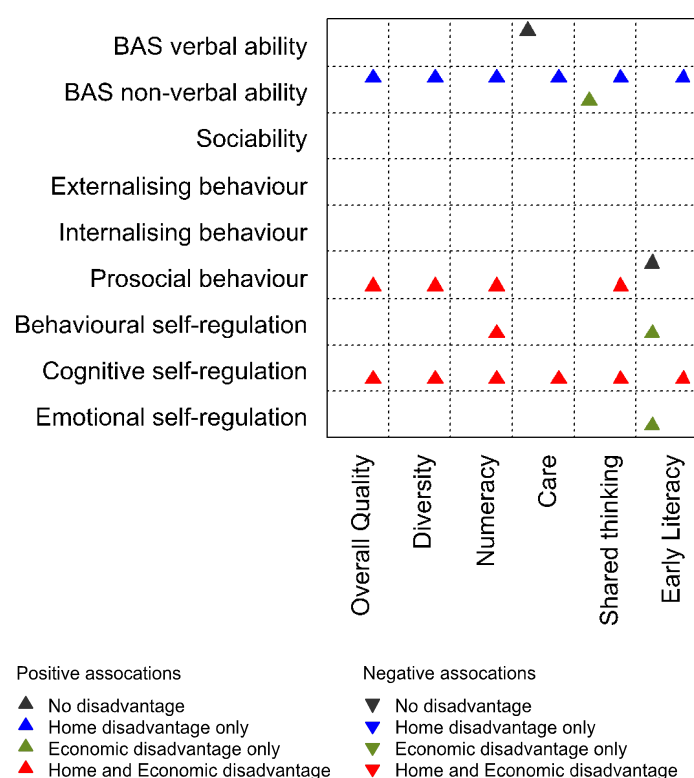 BAS verbal ability
BAS non-verbal ability
Sociability
Externalising behaviour
Internalising behaviour
Prosocial behaviour
Behavioural self-regulation
Cognitive self-regulation
Emotional self-regulation
Overall Quality
Diversity
Numeracy
Care
Shared thinking
Early Literacy
Positive assocations
No disadvantage
Home disadvantage only
Economic disadvantage only
Home and Economic disadvantage
Negative assocations
No disadvantage
Home disadvantage only
Economic disadvantage only
Home and Economic disadvantage